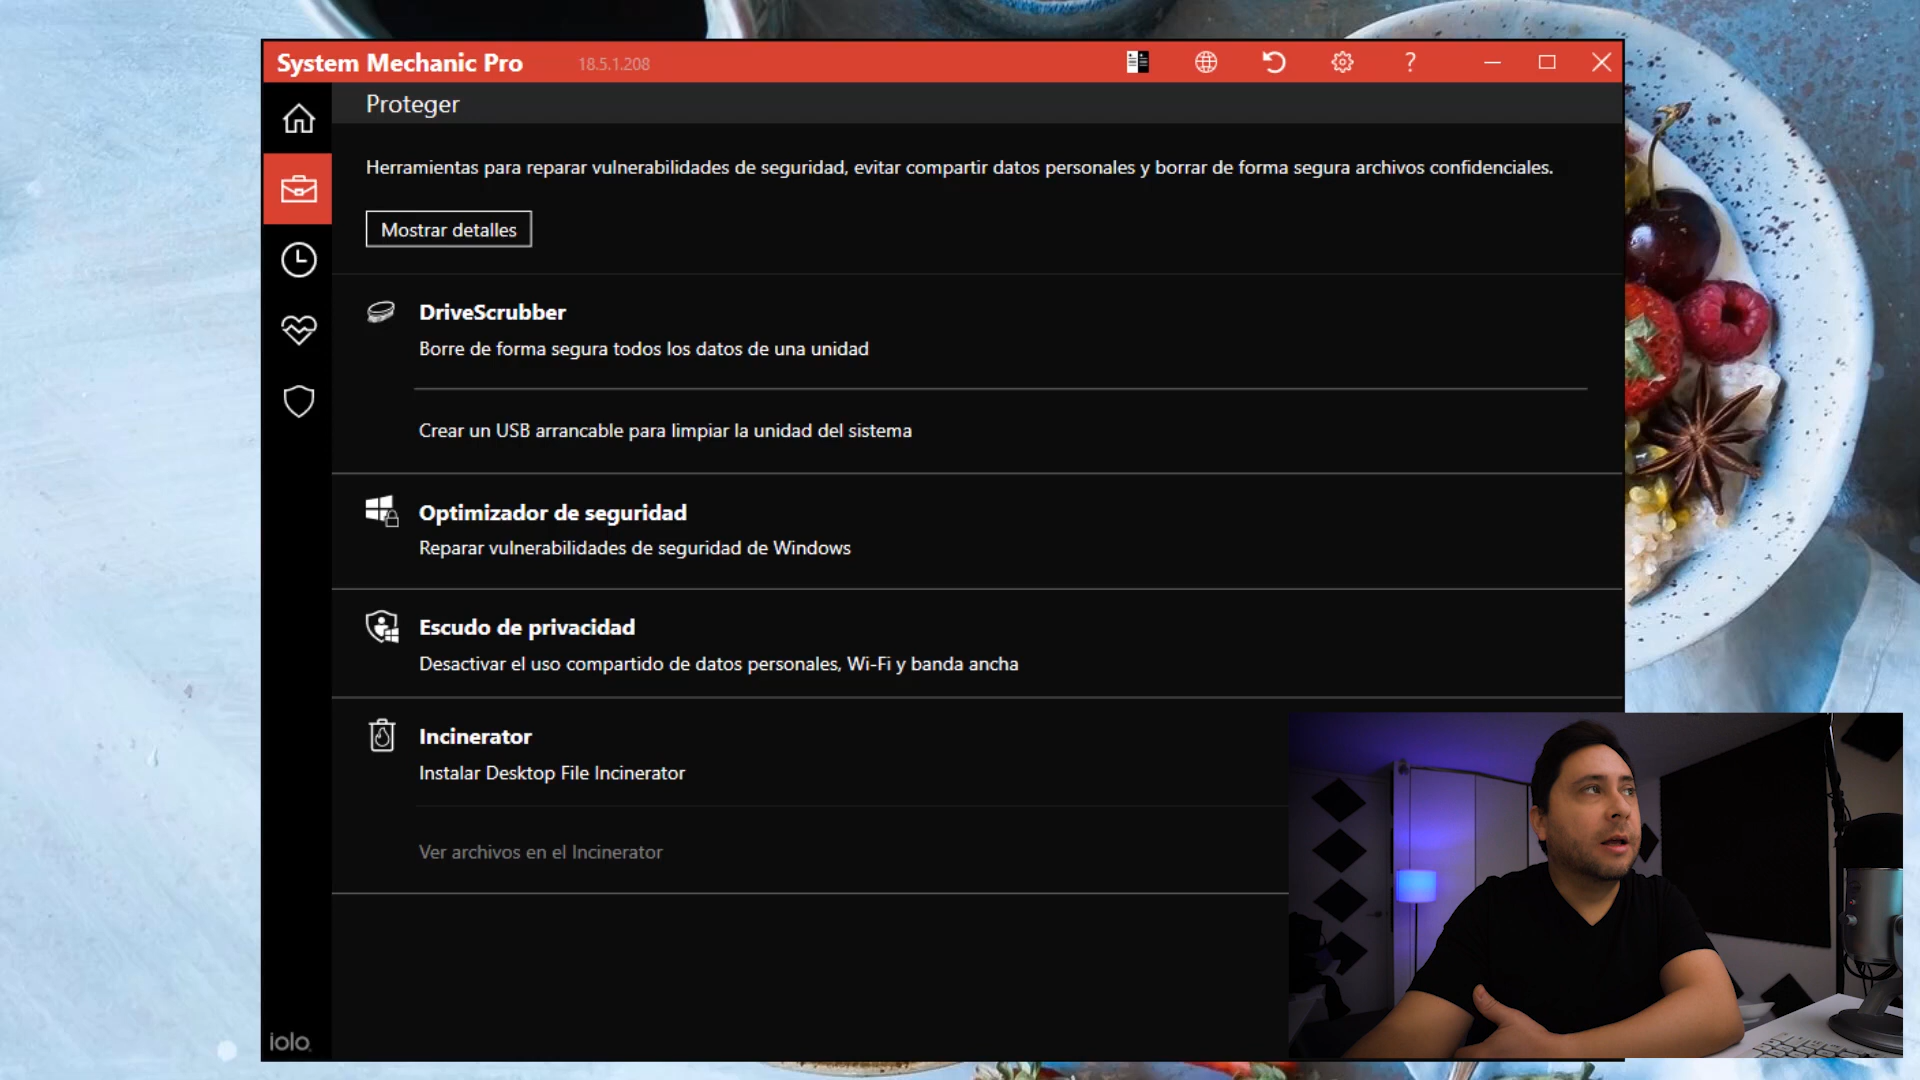 System Mechanic Pro 18.5.1.208 ?
Proteger
Herramientas para reparar vulnerabilidades de seguridad, evitar compartir datos personales y borrar de forma segura archivos confidenciales.
Mostrar detalles
DriveScrubber
Borre de forma segura todos los datos de una unidad
Crear un USB arrancable para limpiar la unidad del sistema
Optimizador de seguridad
Reparar vulnerabilidades de seguridad de Windows
Escudo de privacidad
Desactivar el uso compartido de datos personales, Wi-Fi y banda ancha
Incinerator
Instalar Desktop File Incinerator
Ver archivos en el Incinerator
iolo